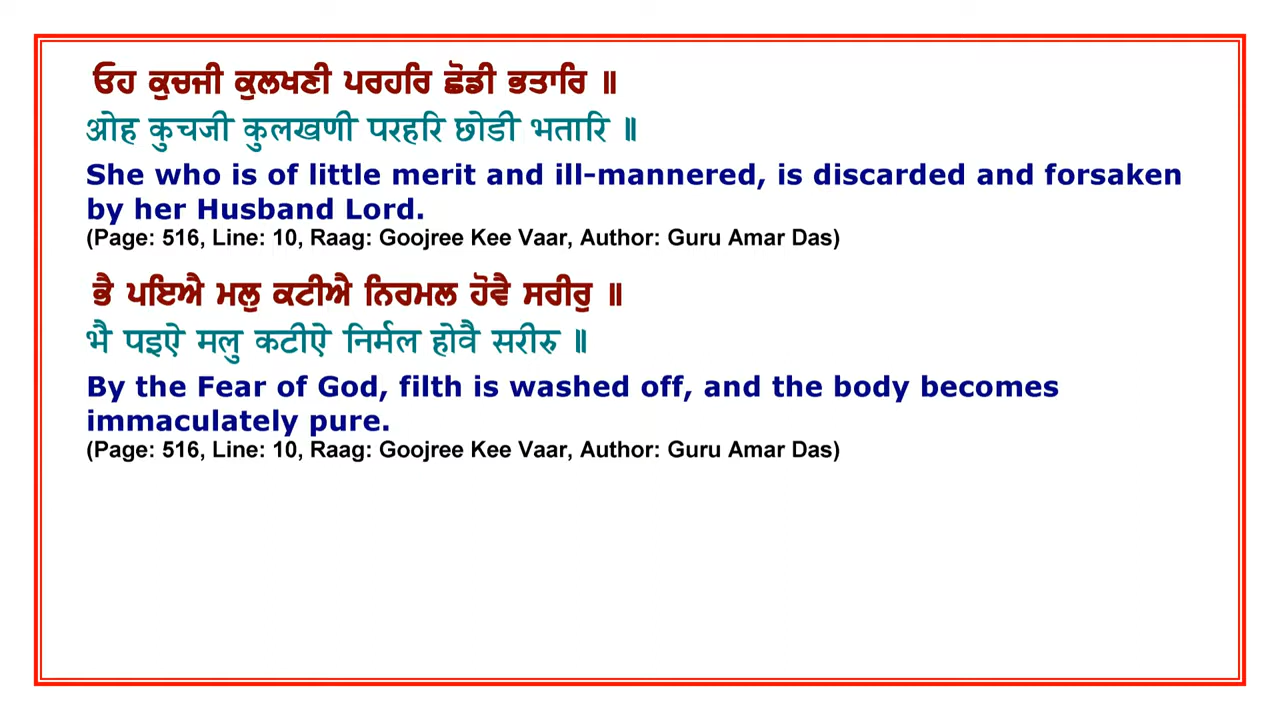 ਓਹ ਕੁਚਜੀ ਕੁਲਖਣੀ ਪਰਹਰਿ ਛੋਡੀ ਭਤਾਰਿ ॥
ओह कुचजी कुलखणी परहरि छोडी भतारि ॥
She who is of little merit and ill-mannered, is discarded and forsaken
by her Husband Lord.
(Page: 516, Line: 10, Raag: Goojree Kee Vaar, Author: Guru Amar Das)
ਭੈ ਪਇਐ ਮਲੁ ਕਟੀਐ ਨਿਰਮਲ ਹੋਵੈ ਸਰੀਰੁ ॥
भै पइऐ मलु कटीऐ निर्मल होवै सरीरु ॥
By the Fear of God, filth is washed off, and the body becomes
immaculately pure.
(Page: 516, Line: 10, Raag: Goojree Kee Vaar, Author: Guru Amar Das)